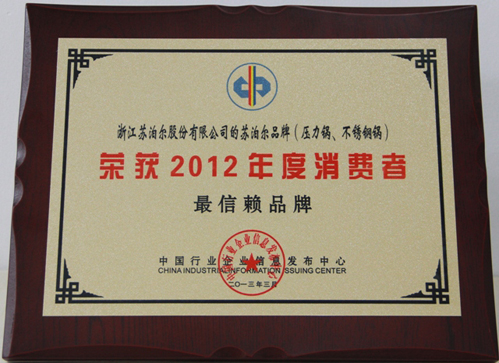 浙江苏泊尔股份有限公司的苏泊尔品牌(压力锅、不锈钢锅)
荣获2012年度消费者
最信赖品牌
中国行业企业信息发布中心
CHINA INDUSTRIAL INFORMATION ISSUING CENTER
二〇一三年三月